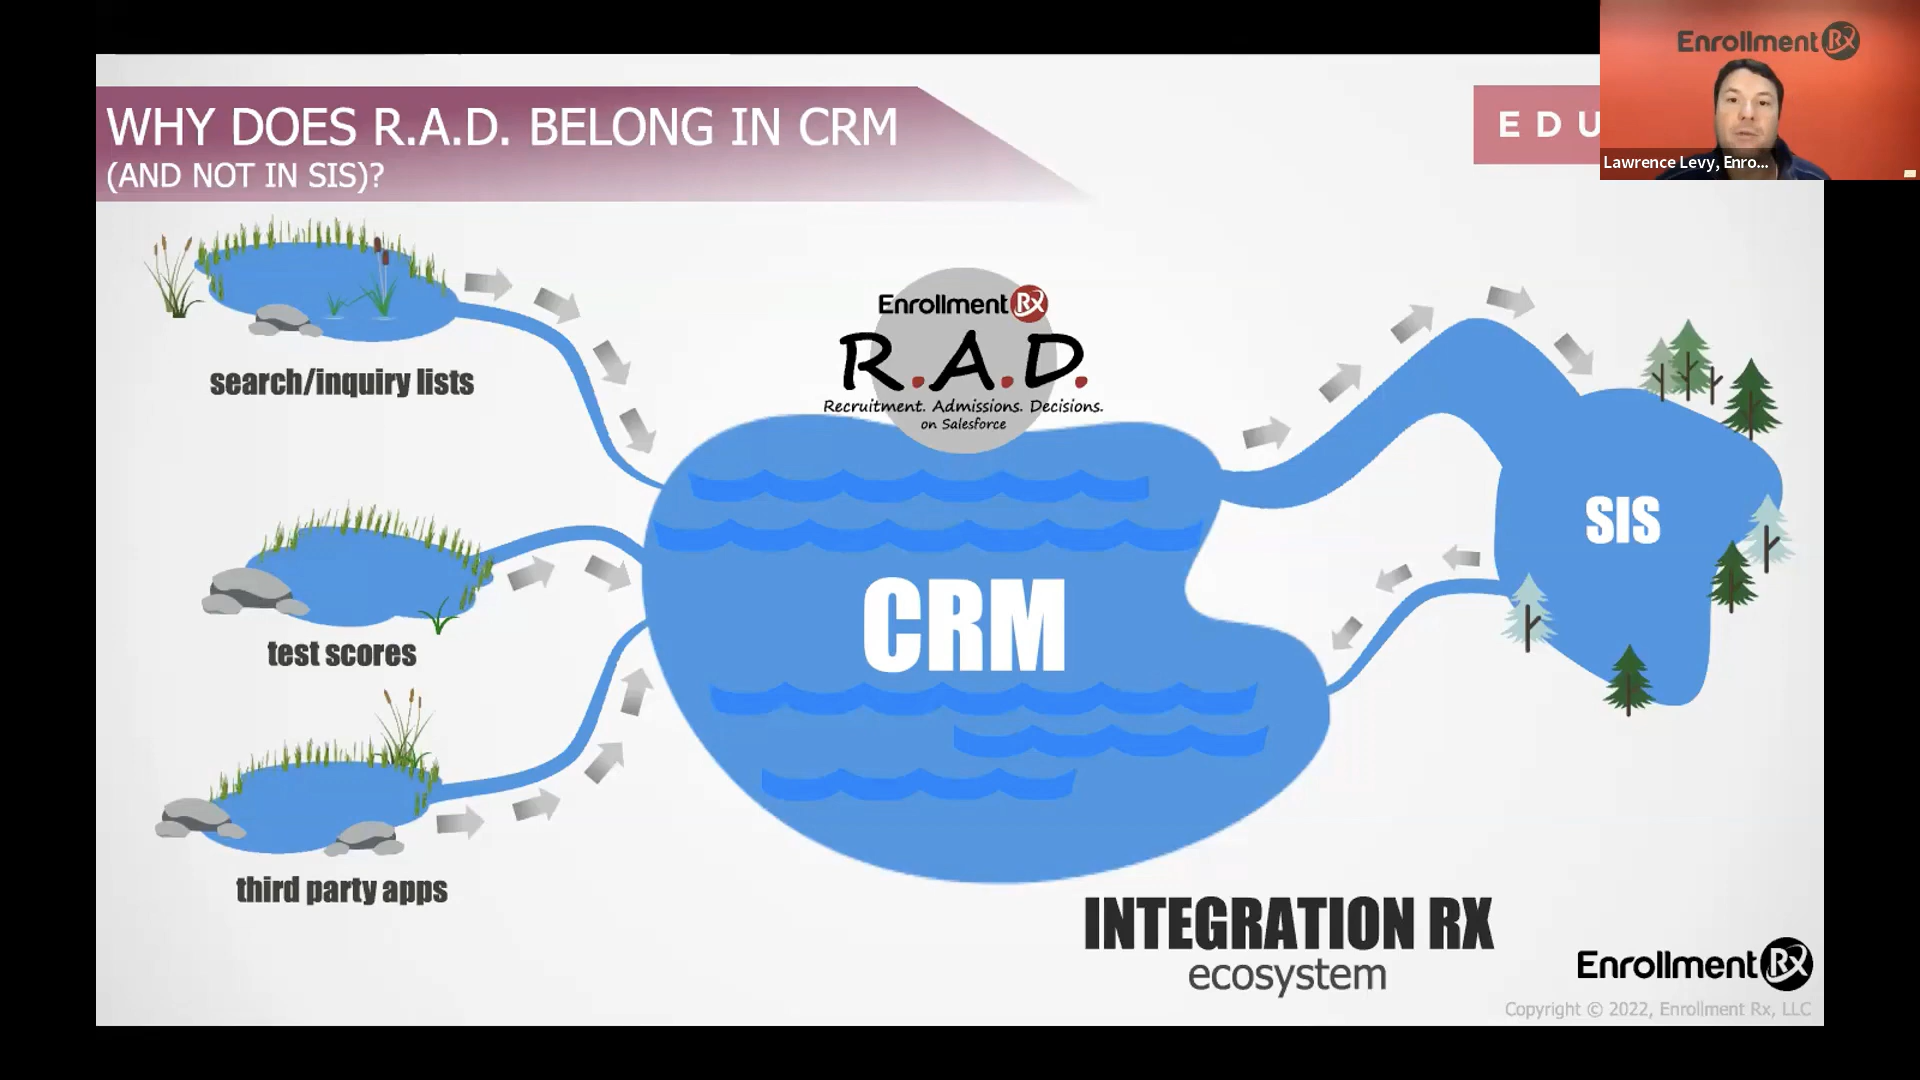 WHY DOES R.A.D. BELONG IN CRM
(AND NOT IN SIS)?
EDU
Enrollment Rx
Lawrence Levy, Enro...
search/inquiry lists
test scores
third party apps
Enrollment Rx
R.A.D.
Recruitment. Admissions. Decisions.
on Salesforce
CRM
SIS
INTEGRATION RX
ecosystem
Enrollment Rx
Copyright © 2022, Enrollment Rx, LLC